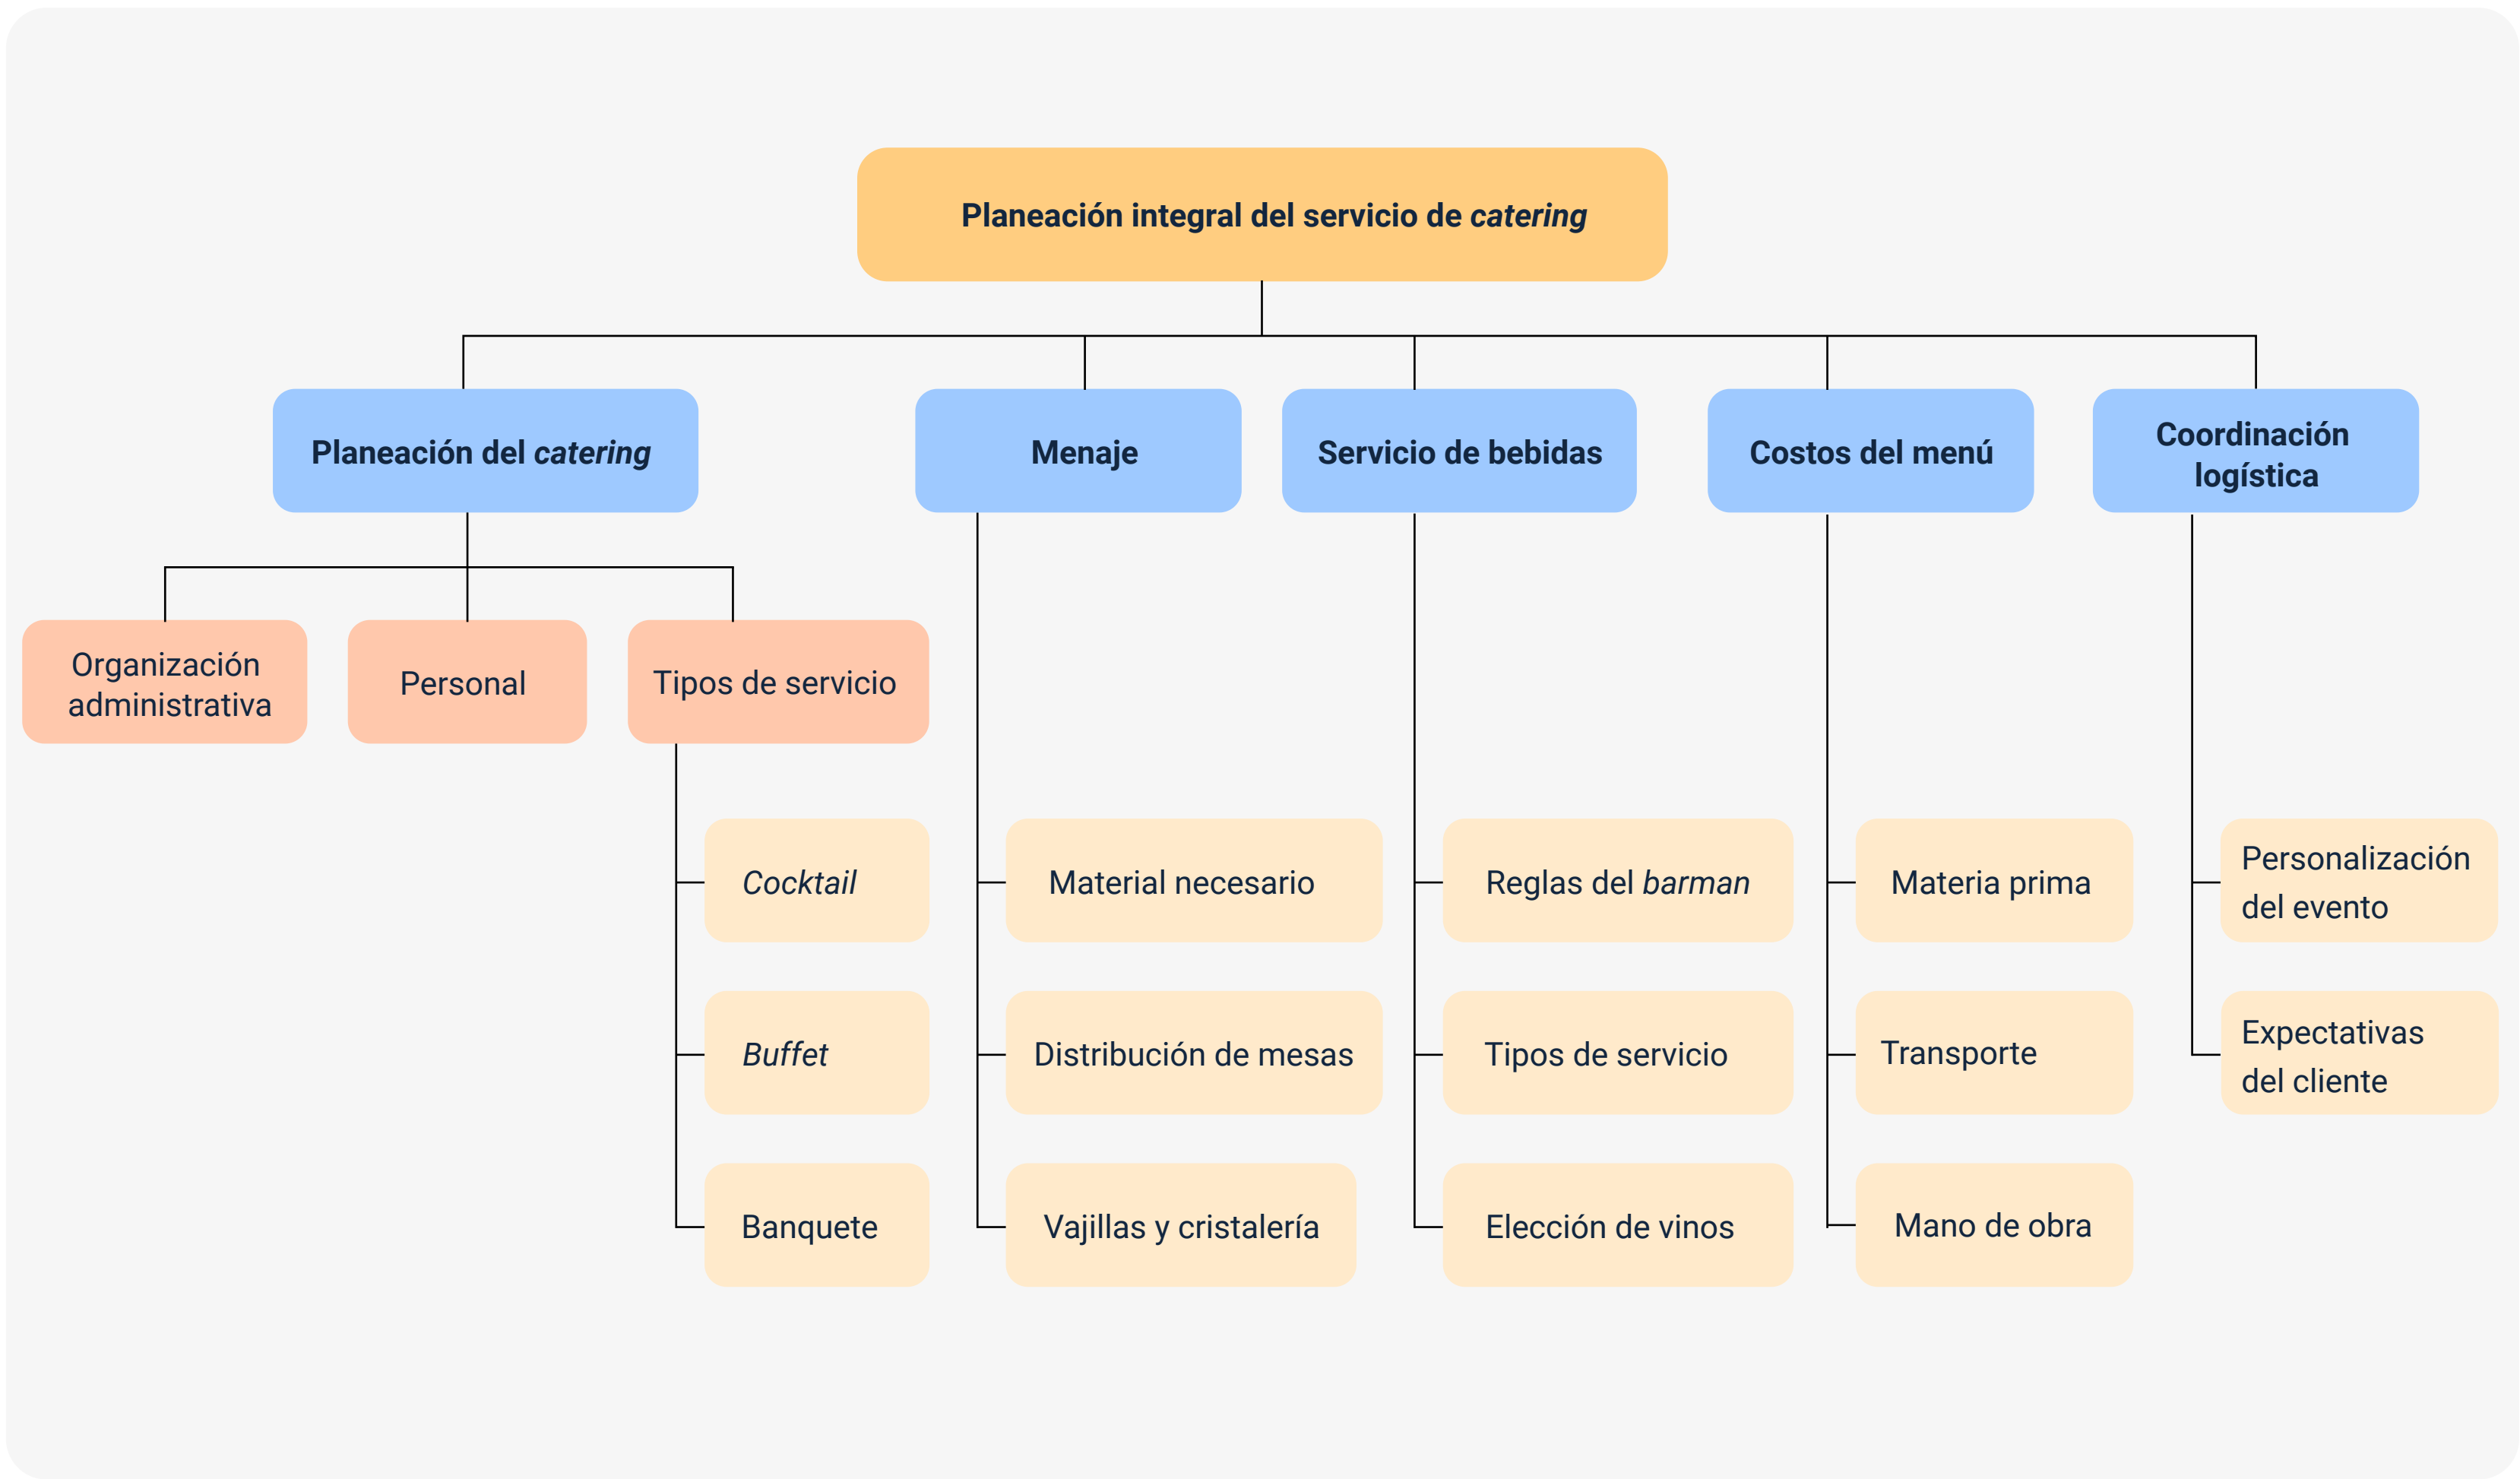 Planeación integral del servicio de catering
Planeación del catering
Menaje
Servicio de bebidas
Costos del menú
Coordinación
logística
Organización
administrativa
Personal
Tipos de servicio
Cocktail
Buffet
Banquete
Material necesario
Distribución de mesas
Vajillas y cristalería
Reglas del barman
Tipos de servicio
Elección de vinos
Materia prima
Transporte
Mano de obra
Personalización
del evento
Expectativas
del cliente